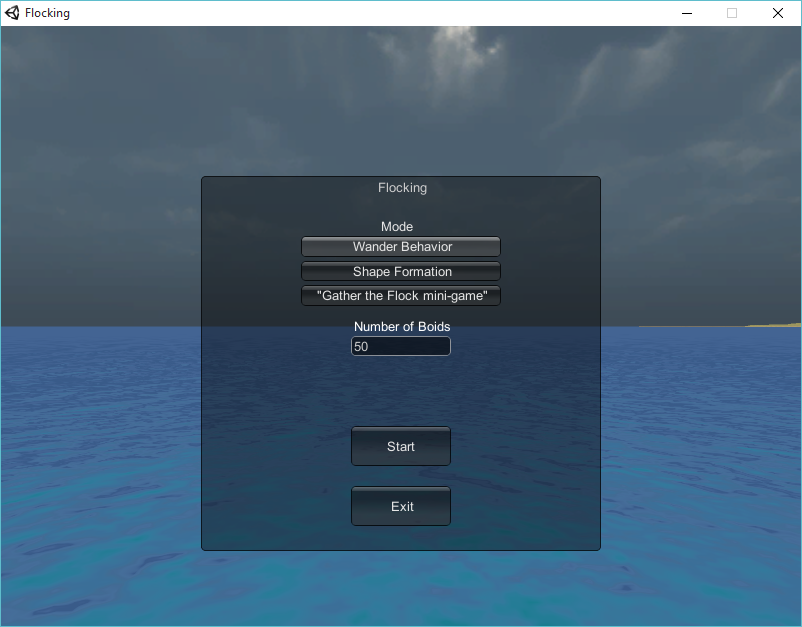 Flocking
Flocking
Mode
Wander Behavior
Shape Formation
"Gather the Flock mini-game"
Number of Boids
50
Start
Exit